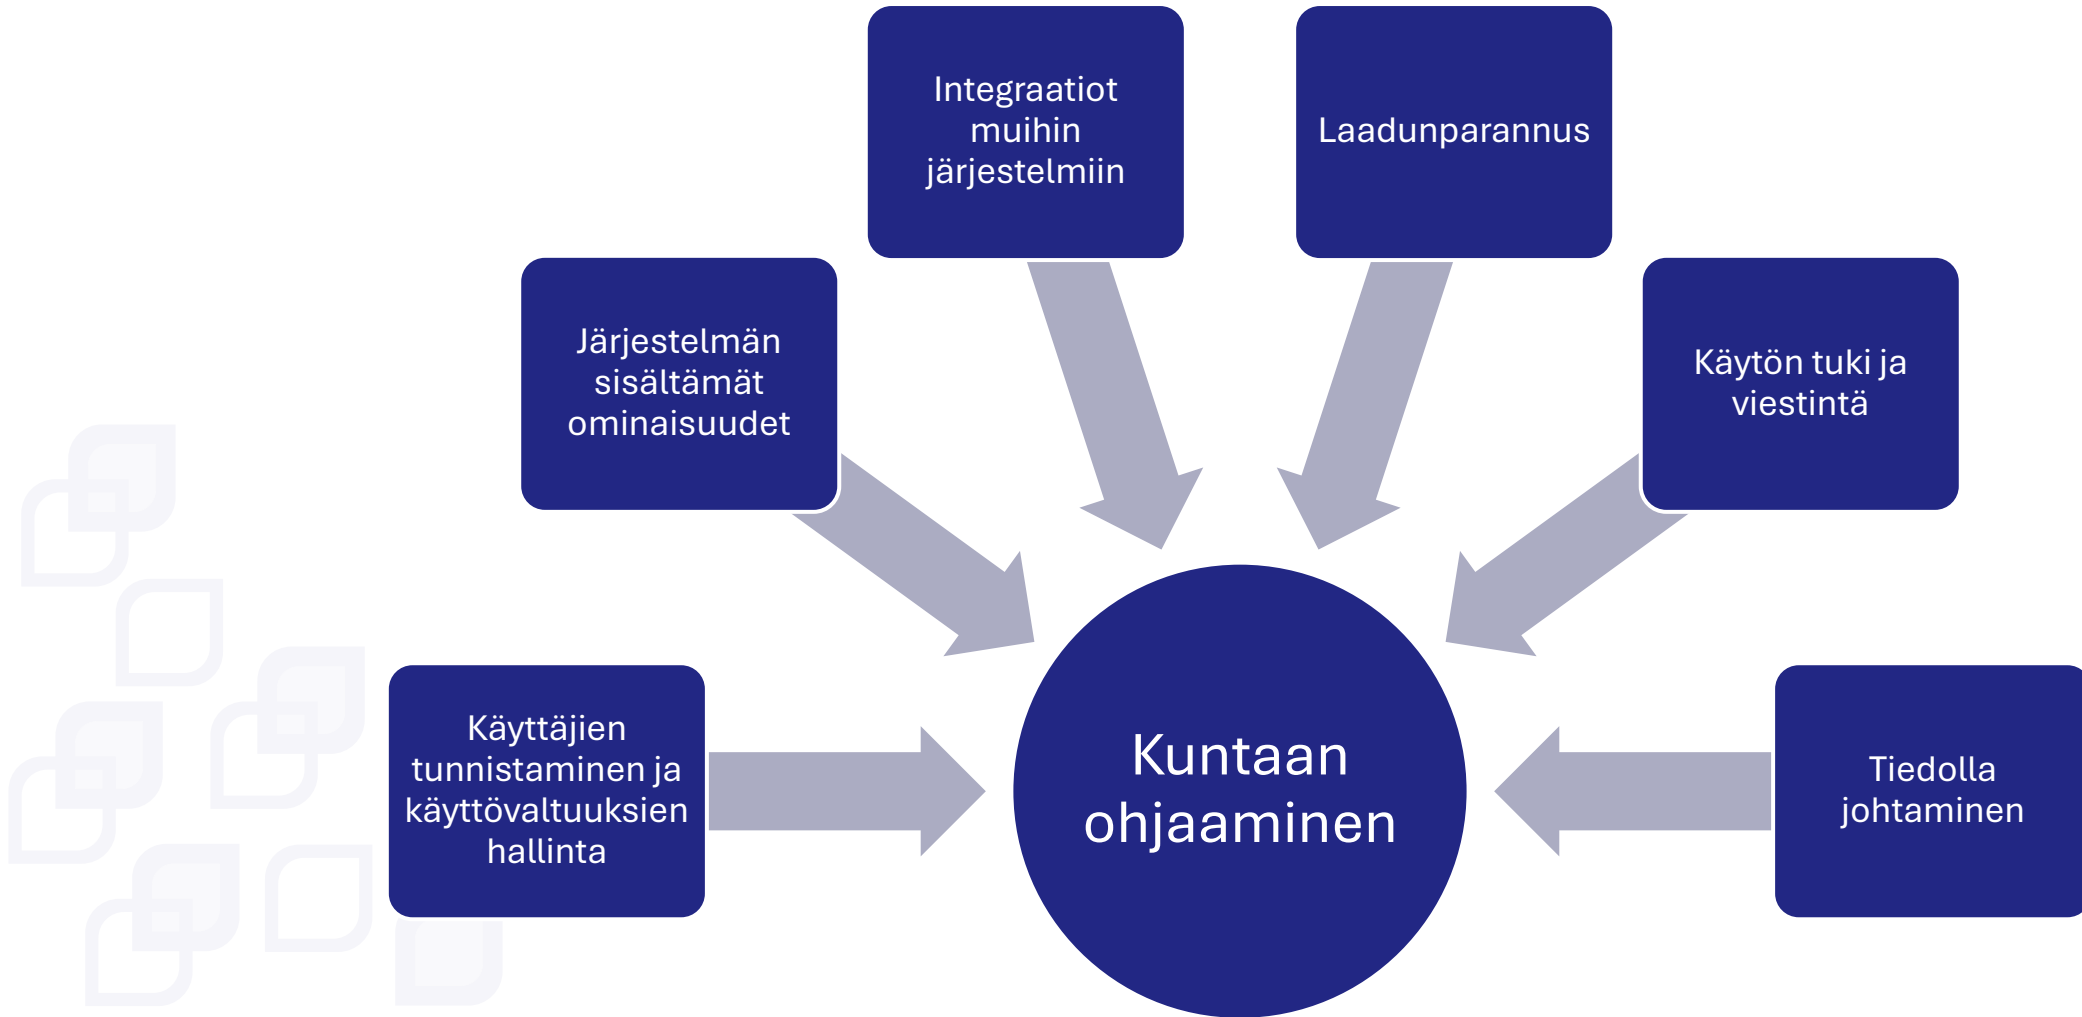 Integraatiot
muihin
järjestelmiin
Laadunparannus
Järjestelmän
sisältämät
ominaisuudet
Käytön tuki ja
viestintä
Käyttäjien
tunnistaminen ja
käyttövaltuuksien
hallinta
Kuntaan
ohjaaminen
Tiedolla
johtaminen